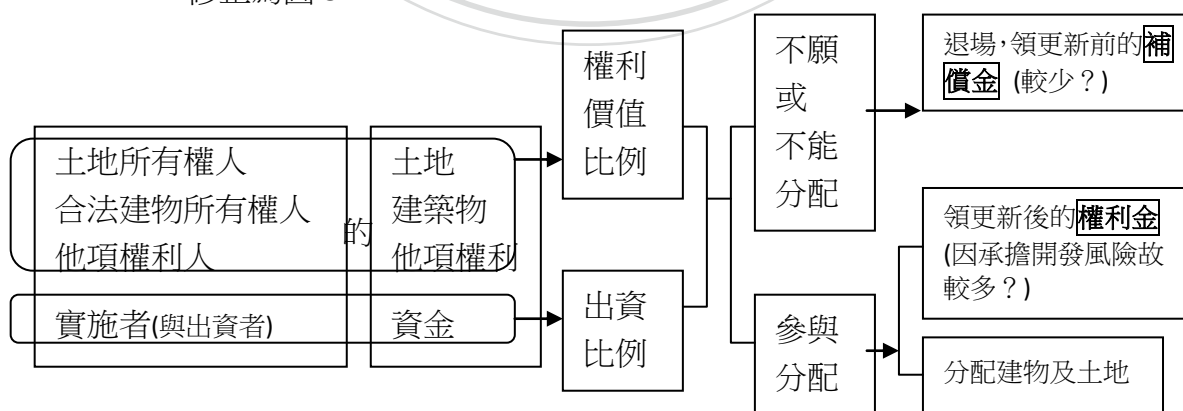 土地所有權人
合法建物所有權人
他項權利人
實施者(與出資者)
的
土地
建築物
他項權利
資金
權利
價值
比例
出資
比例
不願
或
不能
分配
參與
分配
退場，領更新前的補
償金 (較少？)
領更新後的權利金
(因承擔開發風險故
較多？)
分配建物及土地